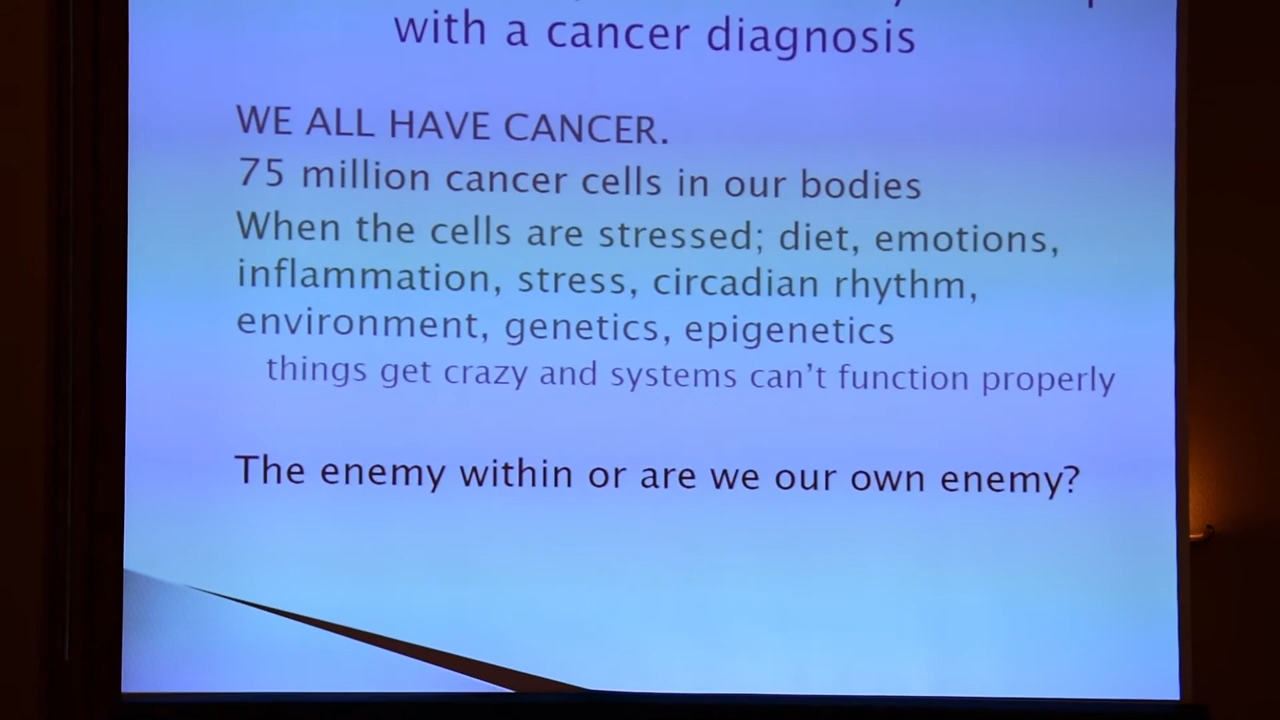 with a cancer diagnosis
WE ALL HAVE CANCER.
75 million cancer cells in our bodies
When the cells are stressed; diet, emotions,
inflammation, stress, circadian rhythm,
environment, genetics, epigenetics
things get crazy and systems can't function properly
The enemy within or are we our own enemy?